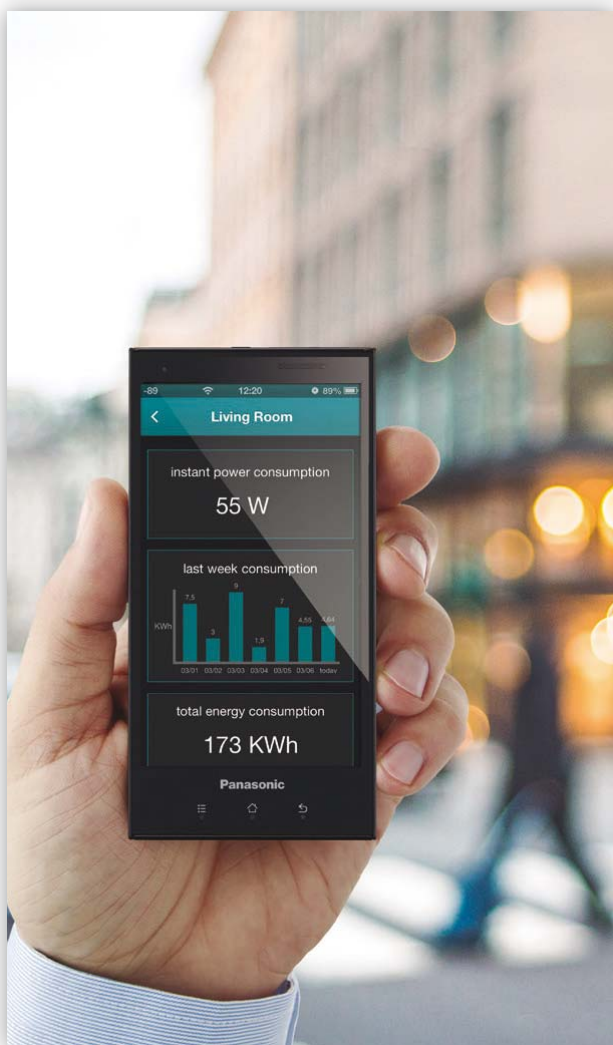 -89 12:20 89%
Living Room
instant power consumption
55 W
last week consumption
KWh
7,5 3 9 1,9 7 4,55 4,64
03/01 03/02 03/03 03/04 03/05 03/06 today
total energy consumption
173 KWh
Panasonic